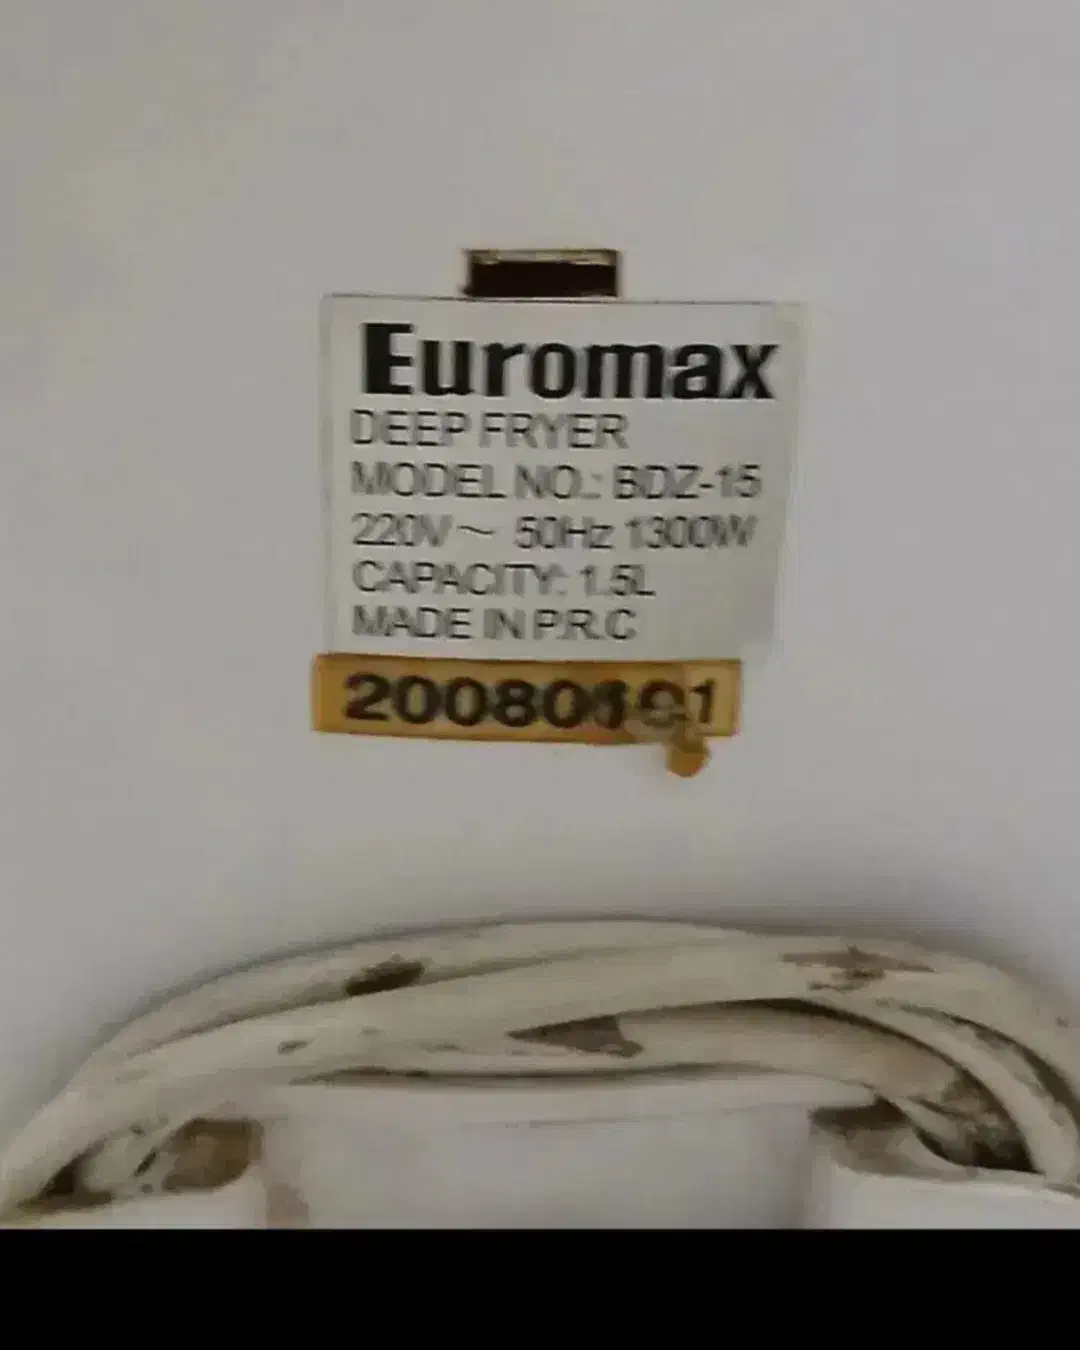 Euromax
DEEP FRYER
MODEL NO.: BDZ-15
220V ~ 50Hz 1300W
CAPACITY: 1.5L
MADE IN P.R.C